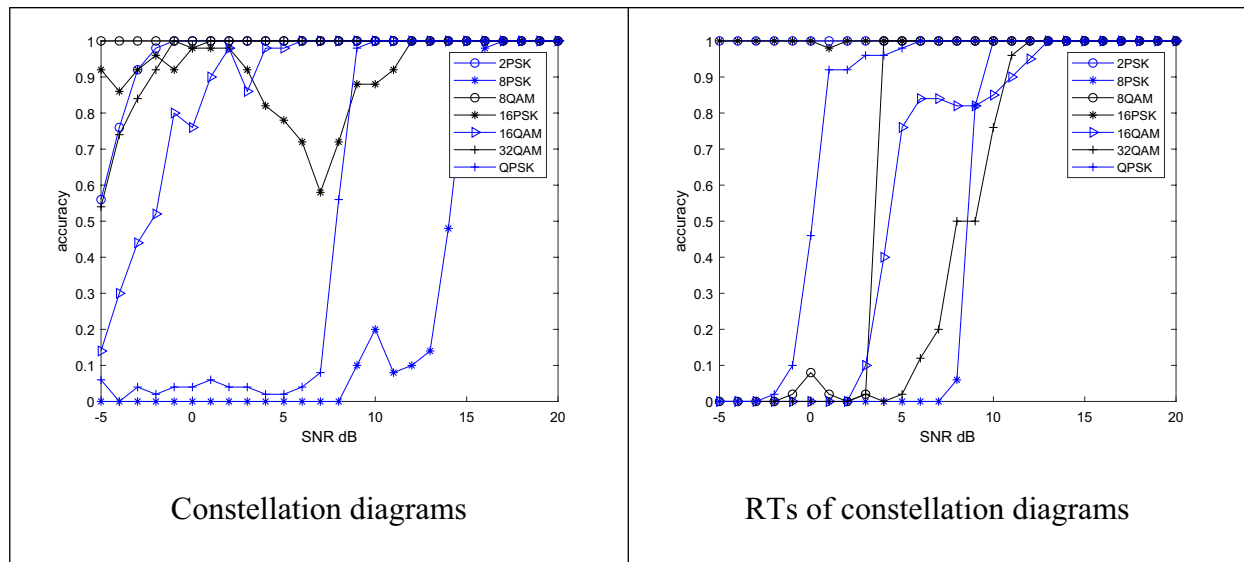 1
0.9
0.8
0.7
0.6
0.5
0.4
0.3
0.2
0.1
0
accuracy
-5 0 5 10 15 20
SNR dB
2PSK
8PSK
8QAM
16PSK
16QAM
32QAM
QPSK
Constellation diagrams
1
0.9
0.8
0.7
0.6
0.5
0.4
0.3
0.2
0.1
0
accuracy
-5 0 5 10 15 20
SNR dB
2PSK
8PSK
8QAM
16PSK
16QAM
32QAM
QPSK
RTs of constellation diagrams